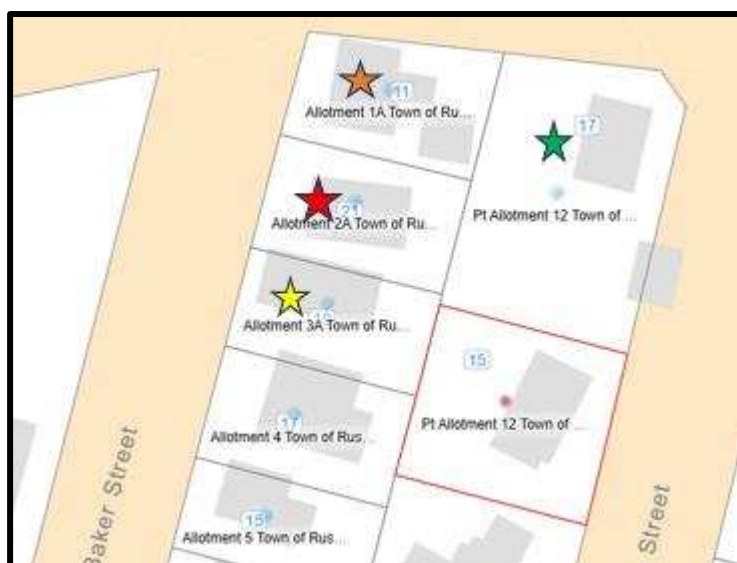 11
Allotment 1A Town of Ru...
17
21
Allotment 2A Town of Ru...
Pt Allotment 12 Town of ...
Allotment 3A Town of Ru...
15
Pt Allotment 12 Town of ...
17
Allotment 4 Town of Rus...
15
Allotment 5 Town of Rus...
Baker Street
Street